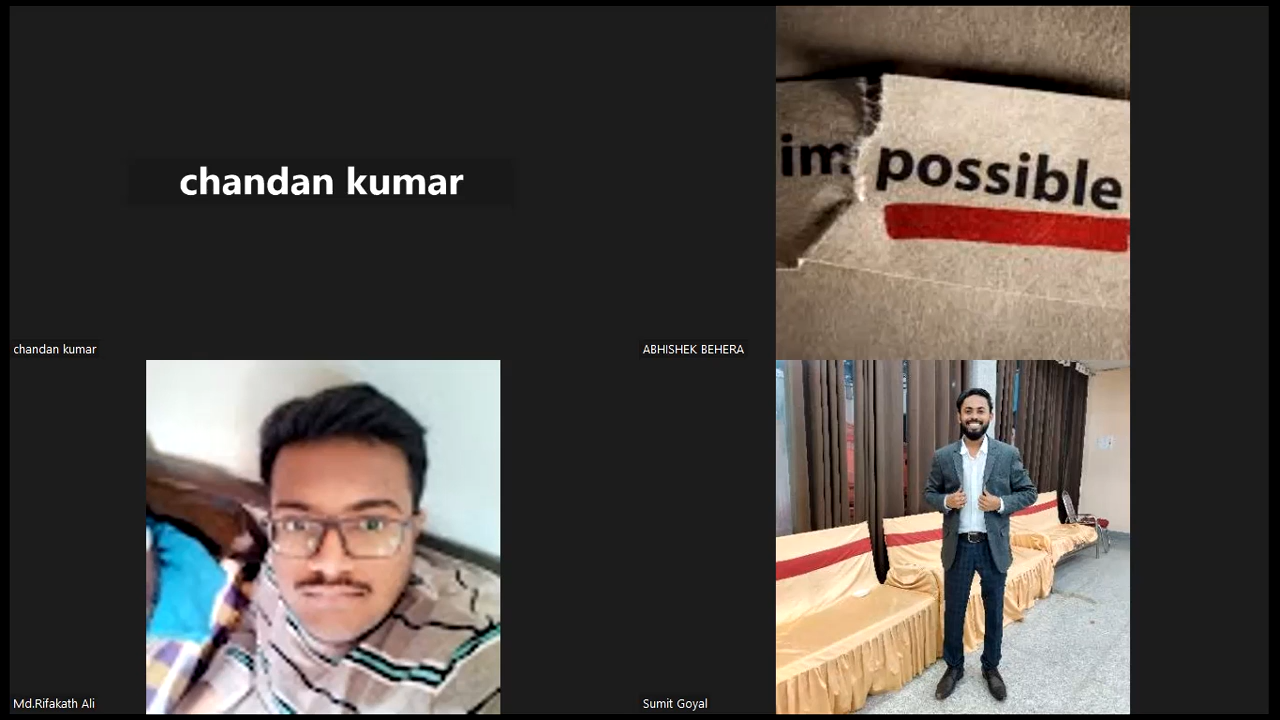 chandan kumar
im possible
chandan kumar
ABHISHEK BEHERA
Md.Rifakath Ali
Sumit Goyal